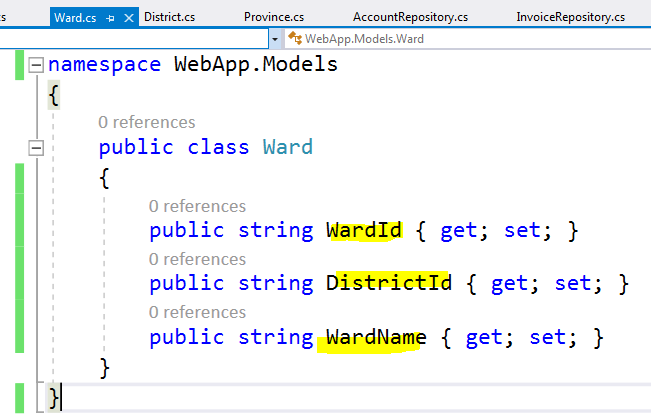 cs Ward.cs District.cs Province.cs AccountRepository.cs InvoiceRepository.cs
WebApp.Models.Ward
namespace WebApp.Models
{
0 references
public class Ward
{
0 references
public string WardId { get; set; }
0 references
public string DistrictId { get; set; }
0 references
public string WardName { get; set; }
}
}